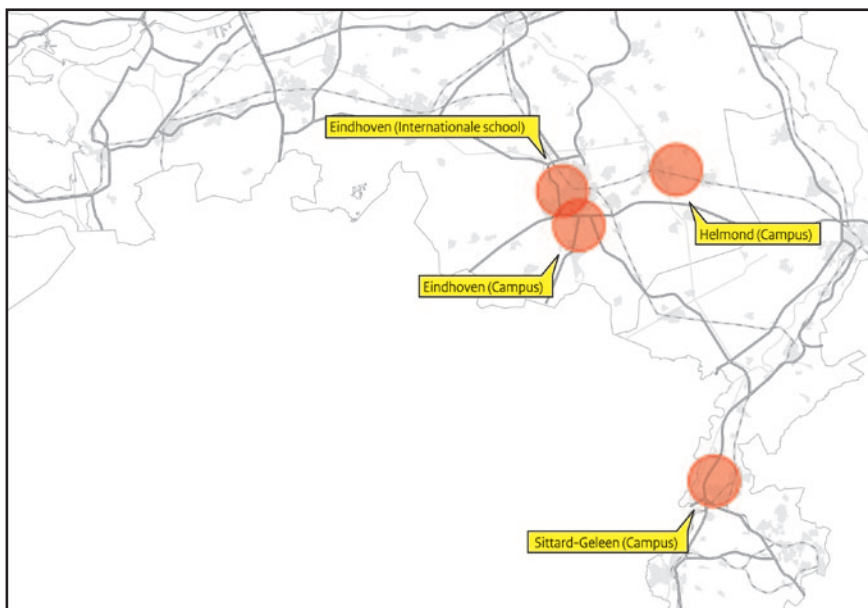 Eindhoven (Internationale school)
Helmond (Campus)
Eindhoven (Campus)
Sittard-Geleen (Campus)